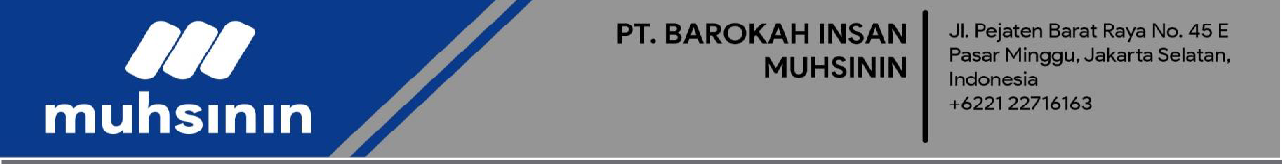 muhsinin
PT. BAROKAH INSAN
MUHSININ
Jl. Pejaten Barat Raya No. 45 E
Pasar Minggu, Jakarta Selatan,
Indonesia
+6221 22716163